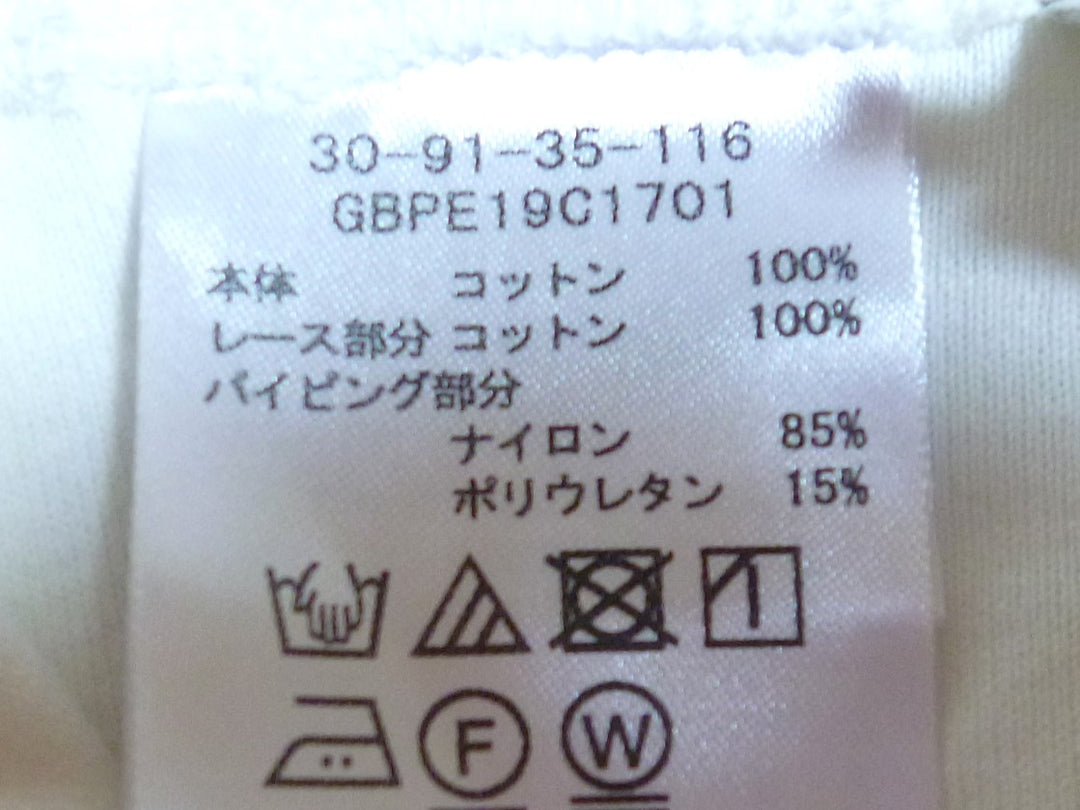 30-91-35-116
GBPE19C1701
本体 コットン 100%
レース部分 コットン 100%
パイピング部分
ナイロン 85%
ポリウレタン 15%
F W